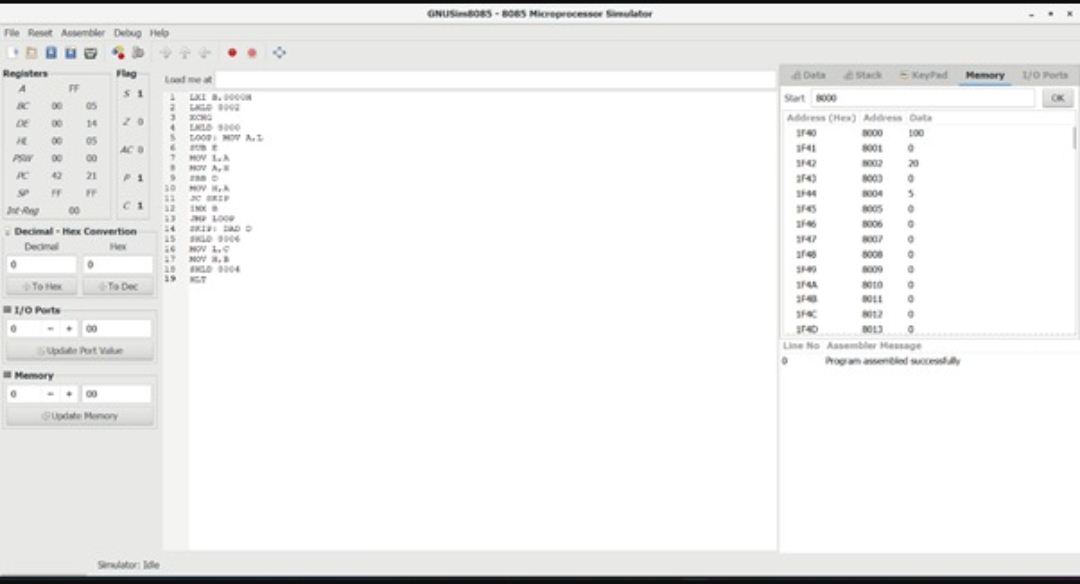 GNUSim8085 - 8085 Microprocessor Simulator
File Reset Assembler Debug Help
Registers
A FF
BC 00 05
DE 00 14
HL 00 05
PSW 00 00
PC 42 21
SP FF FF
Int-Reg 00
Flag
S 1
Z 0
AC 0
P 1
C 1
Decimal - Hex Convertion
Decimal Hex
0 0
To Hex To Dec
I/O Ports
0 - + 00
Update Port Value
Memory
0 - + 00
Update Memory
Load me at
1 LXI B,0000H
2 LHLD 8002
3 XCHG
4 LHLD 8000
5 LOOP: MOV A,L
6 SUB E
7 MOV L,A
8 MOV A,H
9 SBB D
10 MOV H,A
11 JC SKIP
12 INX B
13 JMP LOOP
14 SKIP: DAD D
15 SHLD 8006
16 MOV L,C
17 MOV H,B
18 SHLD 8004
19 HLT
Data Stack KeyPad Memory I/O Ports
Start 8000 OK
Address (Hex) Address Data
1F40 8000 100
1F41 8001 0
1F42 8002 20
1F43 8003 0
1F44 8004 5
1F45 8005 0
1F46 8006 0
1F47 8007 0
1F48 8008 0
1F49 8009 0
1F4A 8010 0
1F4B 8011 0
1F4C 8012 0
1F4D 8013 0
Line No Assembler Message
0 Program assembled successfully
Simulator: Idle